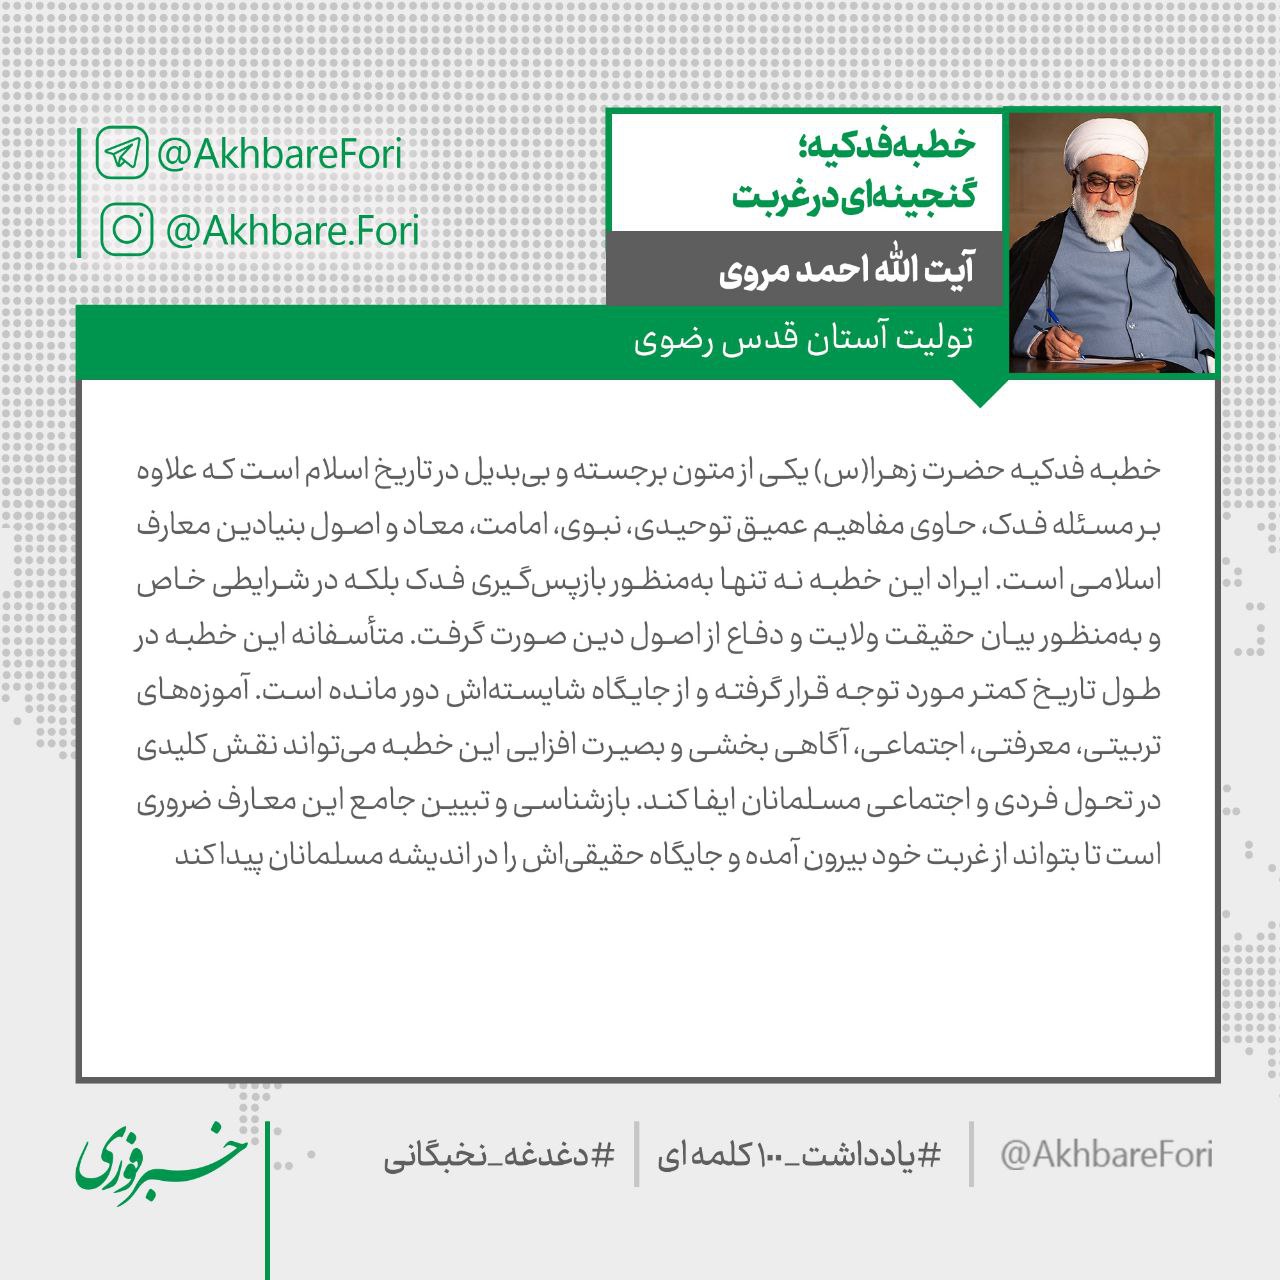 @AkhbareFori
@Akhbare.Fori
خطبه فدکیه؛
گنجینه‌ای در غربت
آیت الله احمد مروی
تولیت آستان قدس رضوی
خطبه فدکیه حضرت زهرا(س) یکی از متون برجسته و بی‌بدیل در تاریخ اسلام است که علاوه
بر مسئله فدک، حاوی مفاهیم عمیق توحیدی، نبوی، امامت، معاد و اصول بنیادین معارف
اسلامی است. ایراد این خطبه نه تنها به‌منظور بازپس‌گیری فدک بلکه در شرایطی خاص
و به‌منظور بیان حقیقت ولایت و دفاع از اصول دین صورت گرفت. متأسفانه این خطبه در
طول تاریخ کمتر مورد توجه قرار گرفته و از جایگاه شایسته‌اش دور مانده است. آموزه‌های
تربیتی، معرفتی، اجتماعی، آگاهی بخشی و بصیرت افزایی این خطبه می‌تواند نقش کلیدی
در تحول فردی و اجتماعی مسلمانان ایفا کند. بازشناسی و تبیین جامع این معارف ضروری
است تا بتواند از غربت خود بیرون آمده و جایگاه حقیقی‌اش را در اندیشه مسلمانان پیدا کند
@AkhbareFori
#یادداشت_۱۰۰ کلمه ای
#دغدغه_نخبگانی
خبرفوری